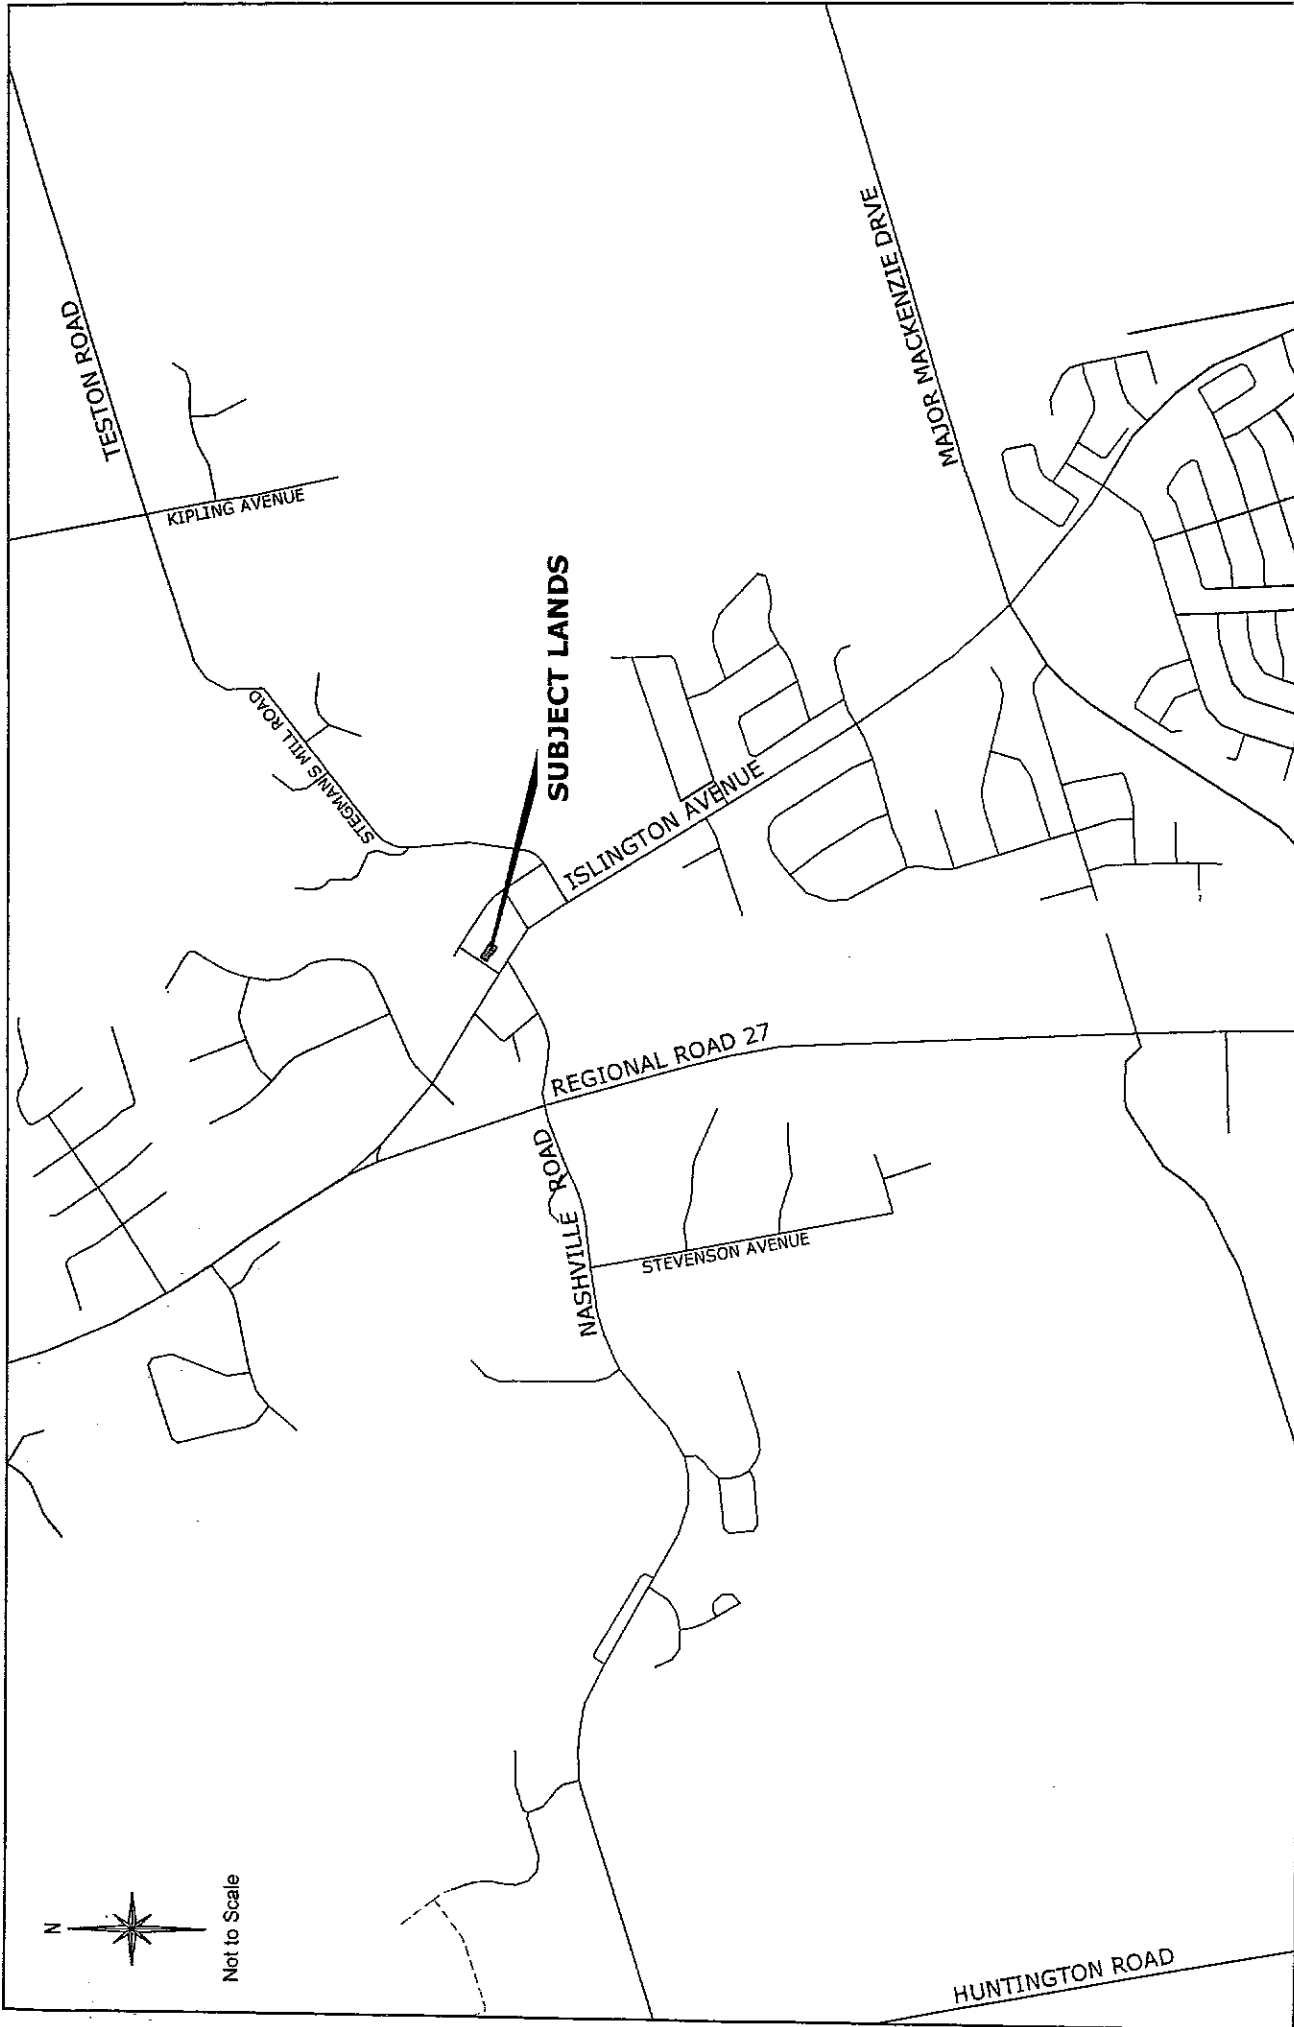 TESTON ROAD
KIPLING AVENUE
STEGMAN'S MILL ROAD
SUBJECT LANDS
ISLINGTON AVENUE
MAJOR MACKENZIE DRVE
REGIONAL ROAD 27
NASHVILLE ROAD
STEVENSON AVENUE
HUNTINGTON ROAD
N
Not to Scale